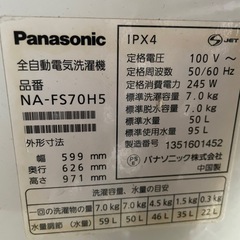 Panasonic
全自動電気洗濯機
品番
NA-FS70H5
外形寸法
幅 599 mm
奥行 626 mm
高さ 971 mm
IPX4
JET
定格電圧 100 V～
定格周波数 50/60 Hz
定格消費電力 245 W
標準洗濯容量 7.0 kg
標準脱水容量 7.0 kg
標準水量 50 L
標準使用水量 95 L
製造番号 1351601452
パナソニック株式会社
中国製
洗濯容量、水量の目安
一回の洗濯物の量 7.0 kg 7.0 kg 4.5 kg 1.5 kg 0.3 kg
水量調節（水量） 59 L 50 L 46 L 35 L 22 L